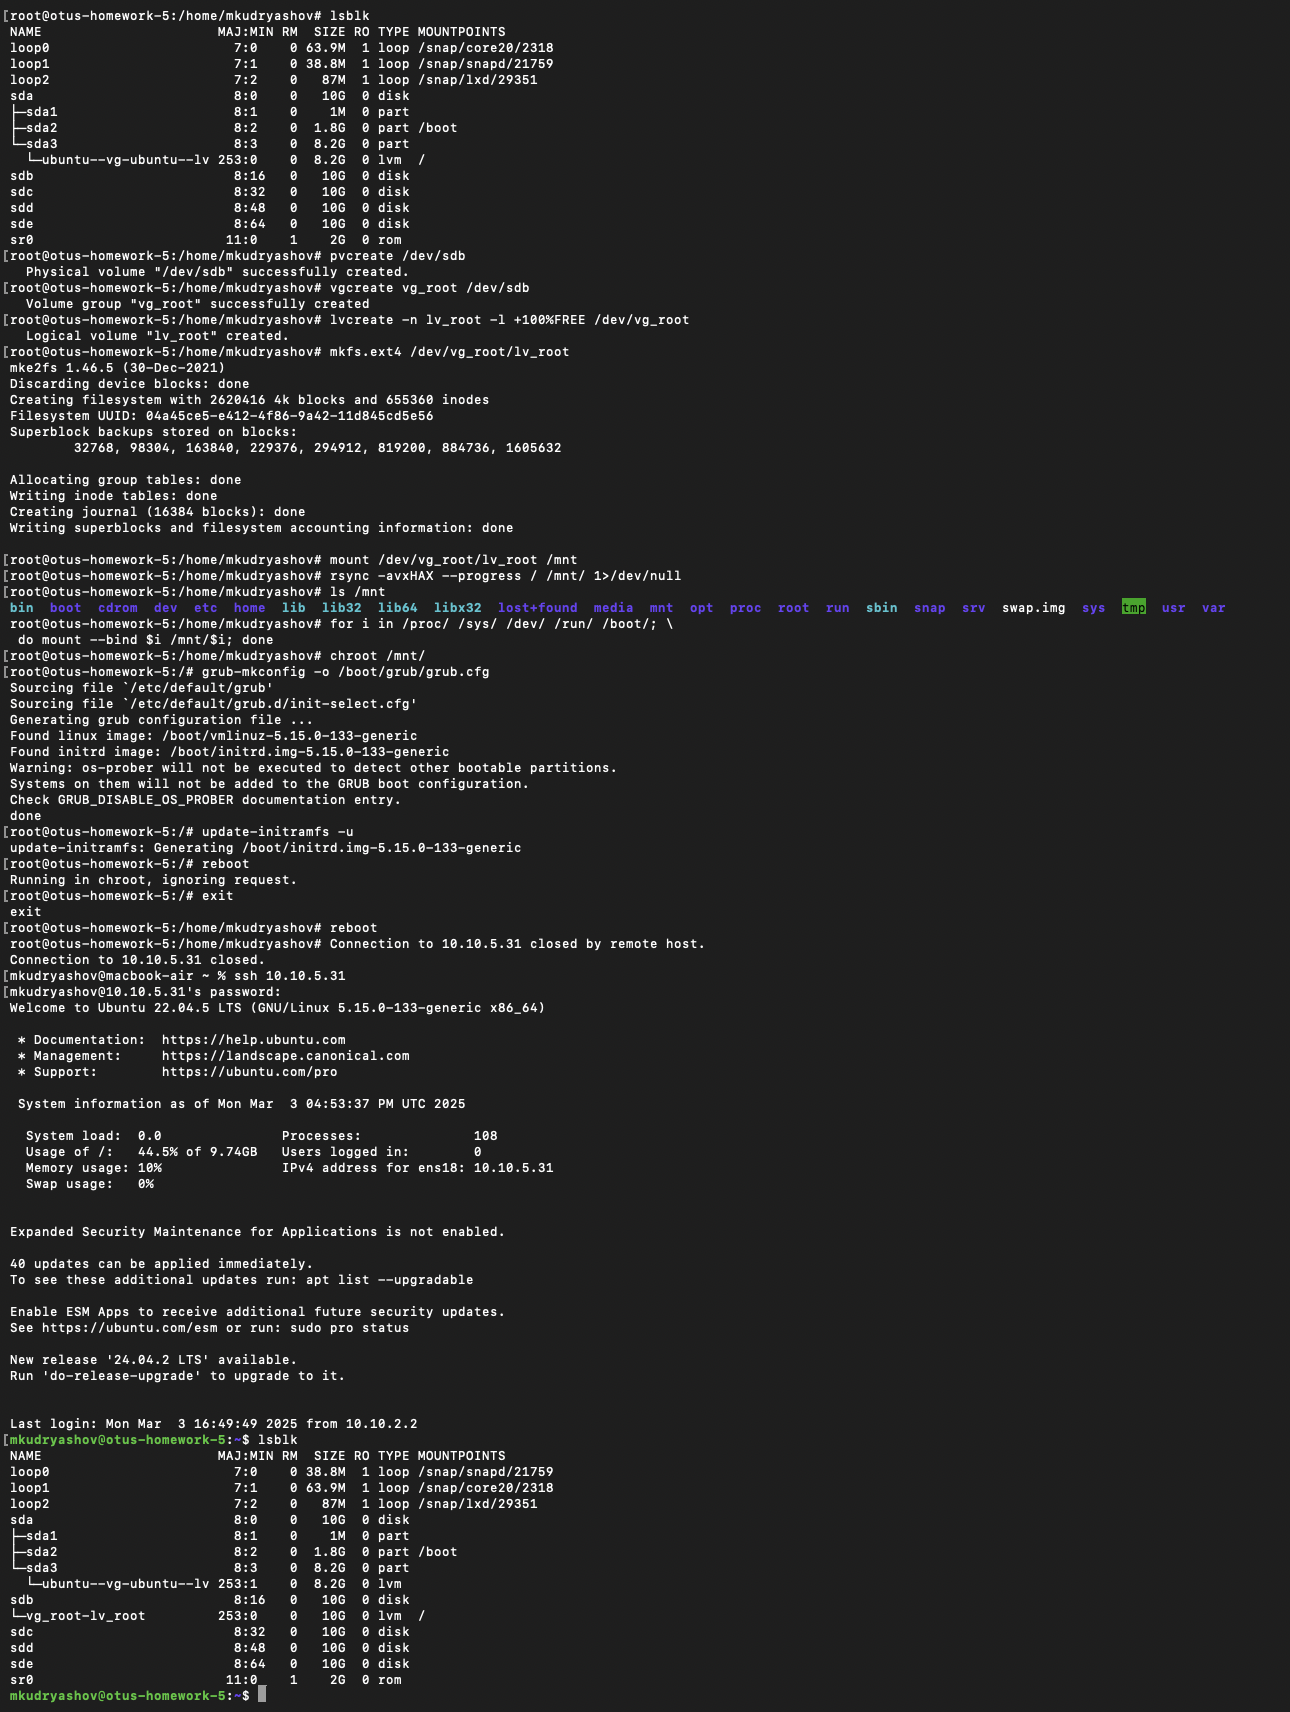 [root@otus-homework-5:/home/mkudryashov# lsblk
NAME                      MAJ:MIN RM  SIZE RO TYPE MOUNTPOINTS
loop0                       7:0    0 63.9M  1 loop /snap/core20/2318
loop1                       7:1    0 38.8M  1 loop /snap/snapd/21759
loop2                       7:2    0   87M  1 loop /snap/lxd/29351
sda                         8:0    0   10G  0 disk
├─sda1                      8:1    0    1M  0 part
├─sda2                      8:2    0  1.8G  0 part /boot
└─sda3                      8:3    0  8.2G  0 part
  └─ubuntu--vg-ubuntu--lv 253:0    0  8.2G  0 lvm  /
sdb                         8:16   0   10G  0 disk
sdc                         8:32   0   10G  0 disk
sdd                         8:48   0   10G  0 disk
sde                         8:64   0   10G  0 disk
sr0                        11:0    1    2G  0 rom
[root@otus-homework-5:/home/mkudryashov# pvcreate /dev/sdb
  Physical volume "/dev/sdb" successfully created.
[root@otus-homework-5:/home/mkudryashov# vgcreate vg_root /dev/sdb
  Volume group "vg_root" successfully created
[root@otus-homework-5:/home/mkudryashov# lvcreate -n lv_root -l +100%FREE /dev/vg_root
  Logical volume "lv_root" created.
[root@otus-homework-5:/home/mkudryashov# mkfs.ext4 /dev/vg_root/lv_root
mke2fs 1.46.5 (30-Dec-2021)
Discarding device blocks: done
Creating filesystem with 2620416 4k blocks and 655360 inodes
Filesystem UUID: 04a45ce5-e412-4f86-9a42-11d845cd5e56
Superblock backups stored on blocks:
        32768, 98304, 163840, 229376, 294912, 819200, 884736, 1605632
Allocating group tables: done
Writing inode tables: done
Creating journal (16384 blocks): done
Writing superblocks and filesystem accounting information: done
[root@otus-homework-5:/home/mkudryashov# mount /dev/vg_root/lv_root /mnt
[root@otus-homework-5:/home/mkudryashov# rsync -avxHAX --progress / /mnt/ 1>/dev/null
[root@otus-homework-5:/home/mkudryashov# ls /mnt
bin  boot  cdrom  dev  etc  home  lib  lib32  lib64  libx32  lost+found  media  mnt  opt  proc  root  run  sbin  snap  srv  swap.img  sys  tmp  usr  var
root@otus-homework-5:/home/mkudryashov# for i in /proc/ /sys/ /dev/ /run/ /boot/; \
 do mount --bind $i /mnt/$i; done
[root@otus-homework-5:/home/mkudryashov# chroot /mnt/
[root@otus-homework-5:/# grub-mkconfig -o /boot/grub/grub.cfg
Sourcing file `/etc/default/grub'
Sourcing file `/etc/default/grub.d/init-select.cfg'
Generating grub configuration file ...
Found linux image: /boot/vmlinuz-5.15.0-133-generic
Found initrd image: /boot/initrd.img-5.15.0-133-generic
Warning: os-prober will not be executed to detect other bootable partitions.
Systems on them will not be added to the GRUB boot configuration.
Check GRUB_DISABLE_OS_PROBER documentation entry.
done
[root@otus-homework-5:/# update-initramfs -u
update-initramfs: Generating /boot/initrd.img-5.15.0-133-generic
[root@otus-homework-5:/# reboot
Running in chroot, ignoring request.
[root@otus-homework-5:/# exit
exit
[root@otus-homework-5:/home/mkudryashov# reboot
root@otus-homework-5:/home/mkudryashov# Connection to 10.10.5.31 closed by remote host.
Connection to 10.10.5.31 closed.
[mkudryashov@macbook-air ~ % ssh 10.10.5.31
[mkudryashov@10.10.5.31's password:
Welcome to Ubuntu 22.04.5 LTS (GNU/Linux 5.15.0-133-generic x86_64)
 * Documentation:  https://help.ubuntu.com
 * Management:     https://landscape.canonical.com
 * Support:        https://ubuntu.com/pro
 System information as of Mon Mar  3 04:53:37 PM UTC 2025
  System load:  0.0               Processes:              108
  Usage of /:   44.5% of 9.74GB   Users logged in:        0
  Memory usage: 10%               IPv4 address for ens18: 10.10.5.31
  Swap usage:   0%
Expanded Security Maintenance for Applications is not enabled.
40 updates can be applied immediately.
To see these additional updates run: apt list --upgradable
Enable ESM Apps to receive additional future security updates.
See https://ubuntu.com/esm or run: sudo pro status
New release '24.04.2 LTS' available.
Run 'do-release-upgrade' to upgrade to it.
Last login: Mon Mar  3 16:49:49 2025 from 10.10.2.2
[mkudryashov@otus-homework-5:~$ lsblk
NAME                      MAJ:MIN RM  SIZE RO TYPE MOUNTPOINTS
loop0                       7:0    0 38.8M  1 loop /snap/snapd/21759
loop1                       7:1    0 63.9M  1 loop /snap/core20/2318
loop2                       7:2    0   87M  1 loop /snap/lxd/29351
sda                         8:0    0   10G  0 disk
├─sda1                      8:1    0    1M  0 part
├─sda2                      8:2    0  1.8G  0 part /boot
└─sda3                      8:3    0  8.2G  0 part
  └─ubuntu--vg-ubuntu--lv 253:1    0  8.2G  0 lvm
sdb                         8:16   0   10G  0 disk
└─vg_root-lv_root         253:0    0   10G  0 lvm  /
sdc                         8:32   0   10G  0 disk
sdd                         8:48   0   10G  0 disk
sde                         8:64   0   10G  0 disk
sr0                        11:0    1    2G  0 rom
mkudryashov@otus-homework-5:~$